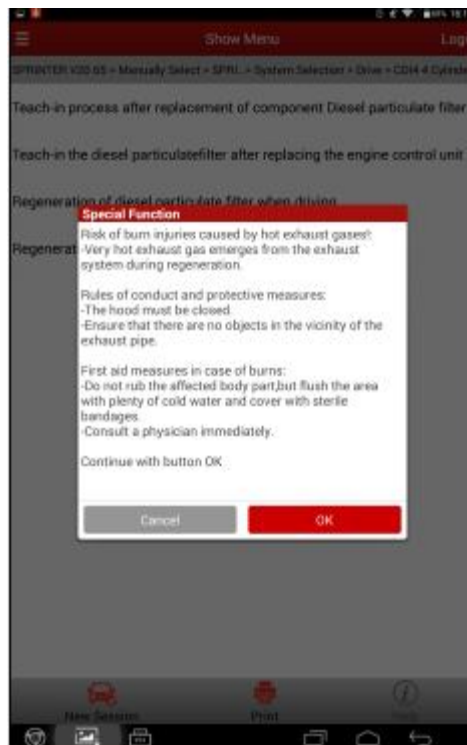 Show Menu
SPRINTER V20.65 > Manually Select > SPRI.. > System Selection > Drive > CDI4 4 Cylinde
Teach-in process after replacement of component Diesel particulate filter
Teach-in the diesel particulatefilter after replacing the engine control unit
Regeneration of diesel particulate filter when driving
Regenerat
Special Function
Risk of burn injuries caused by hot exhaust gases!:
-Very hot exhaust gas emerges from the exhaust
system during regeneration.
Rules of conduct and protective measures:
-The hood must be closed.
-Ensure that there are no objects in the vicinity of the
exhaust pipe.
First aid measures in case of burns:
-Do not rub the affected body part,but flush the area
with plenty of cold water and cover with sterile
bandages.
-Consult a physician immediately.
Continue with button OK
Cancel
OK
New Session
Print